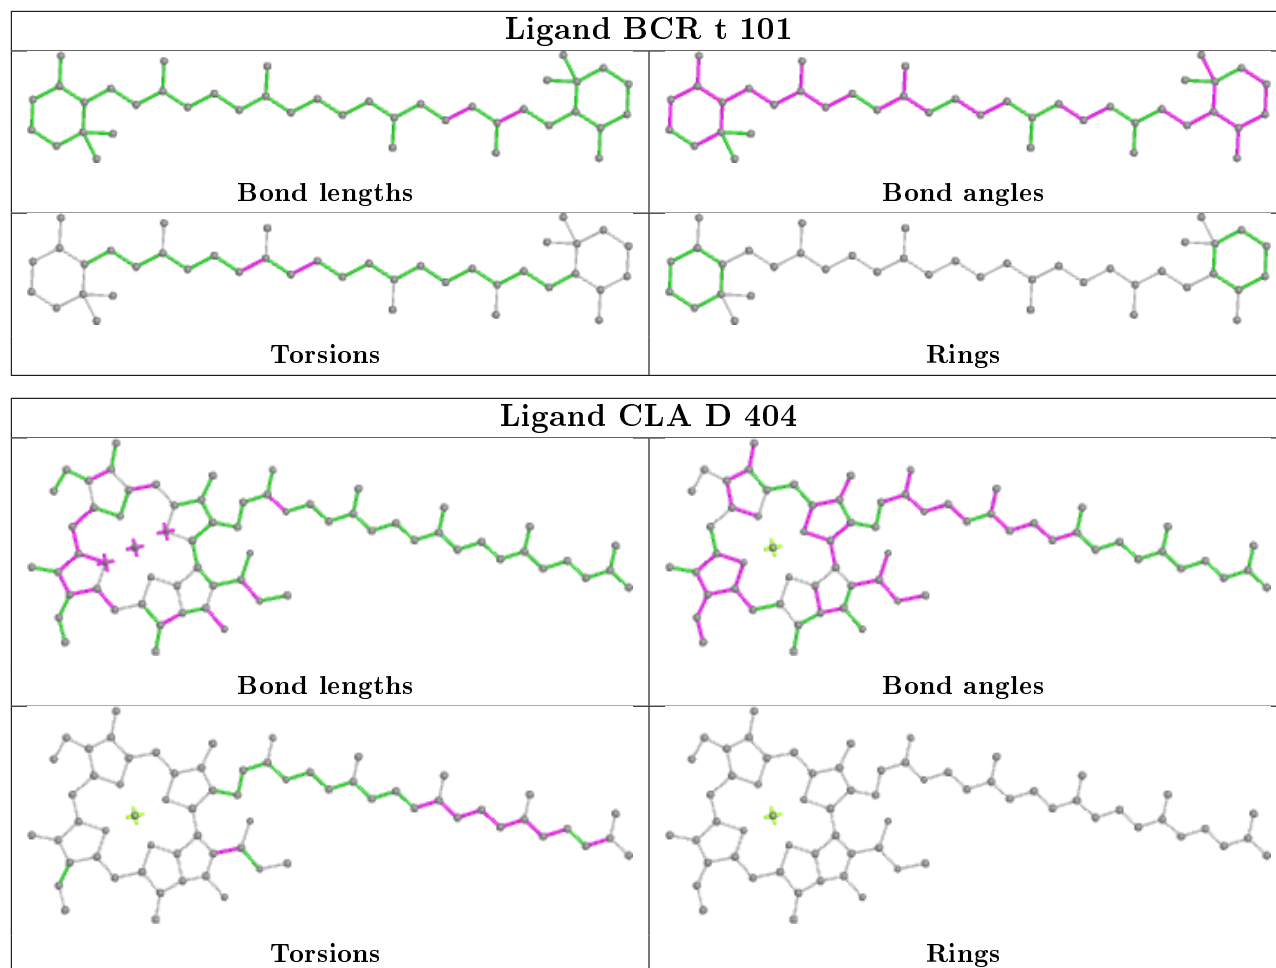 Ligand BCR t 101
Bond lengths
Bond angles
Torsions
Rings
Ligand CLA D 404
Bond lengths
Bond angles
Torsions
Rings